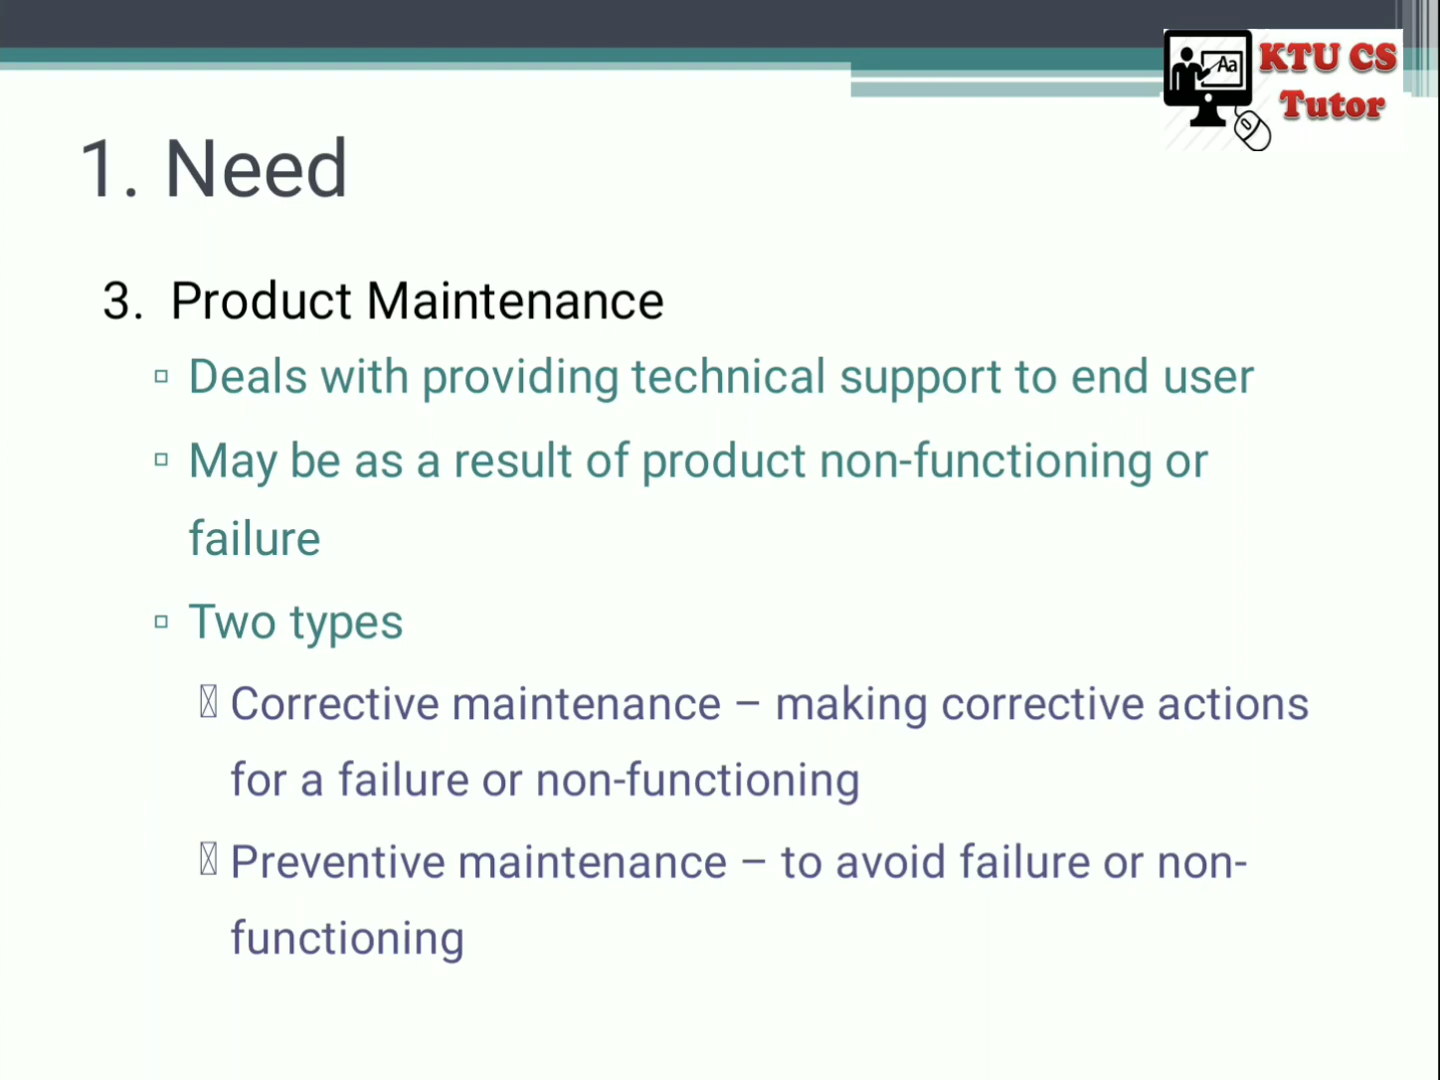 Aa
KTU CS
Tutor
1. Need
3. Product Maintenance
▫ Deals with providing technical support to end user
▫ May be as a result of product non-functioning or
failure
▫ Two types
Corrective maintenance – making corrective actions
for a failure or non-functioning
Preventive maintenance – to avoid failure or non-
functioning